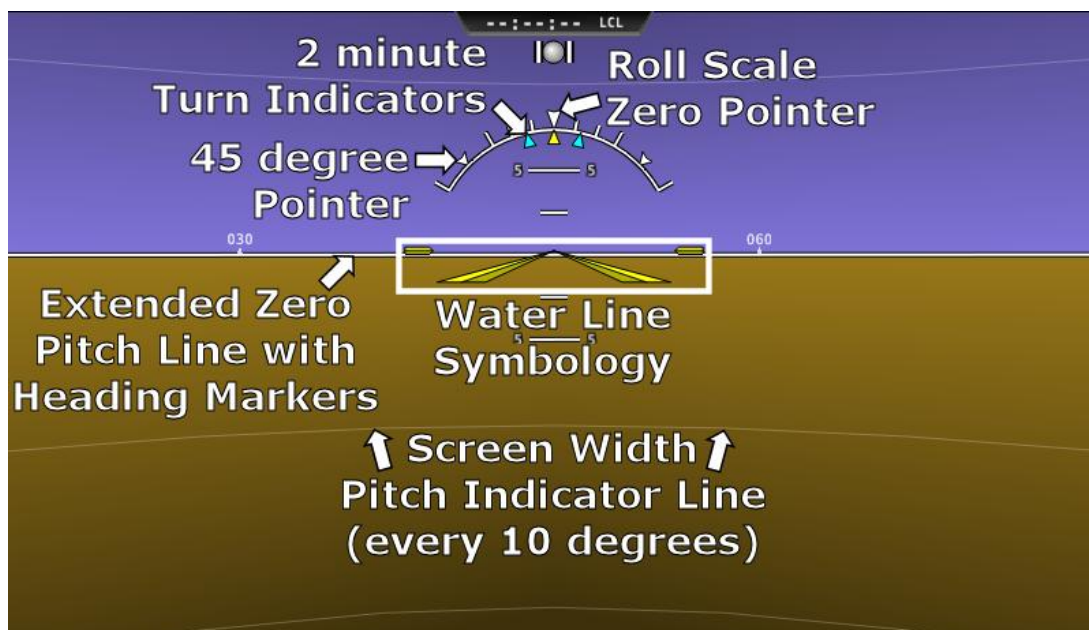 --:--:-- LCL
2 minute
Turn Indicators
Roll Scale
Zero Pointer
45 degree
Pointer
5 5
030
060
Extended Zero
Pitch Line with
Heading Markers
Water Line
5 5
Symbology
Screen Width
Pitch Indicator Line
(every 10 degrees)